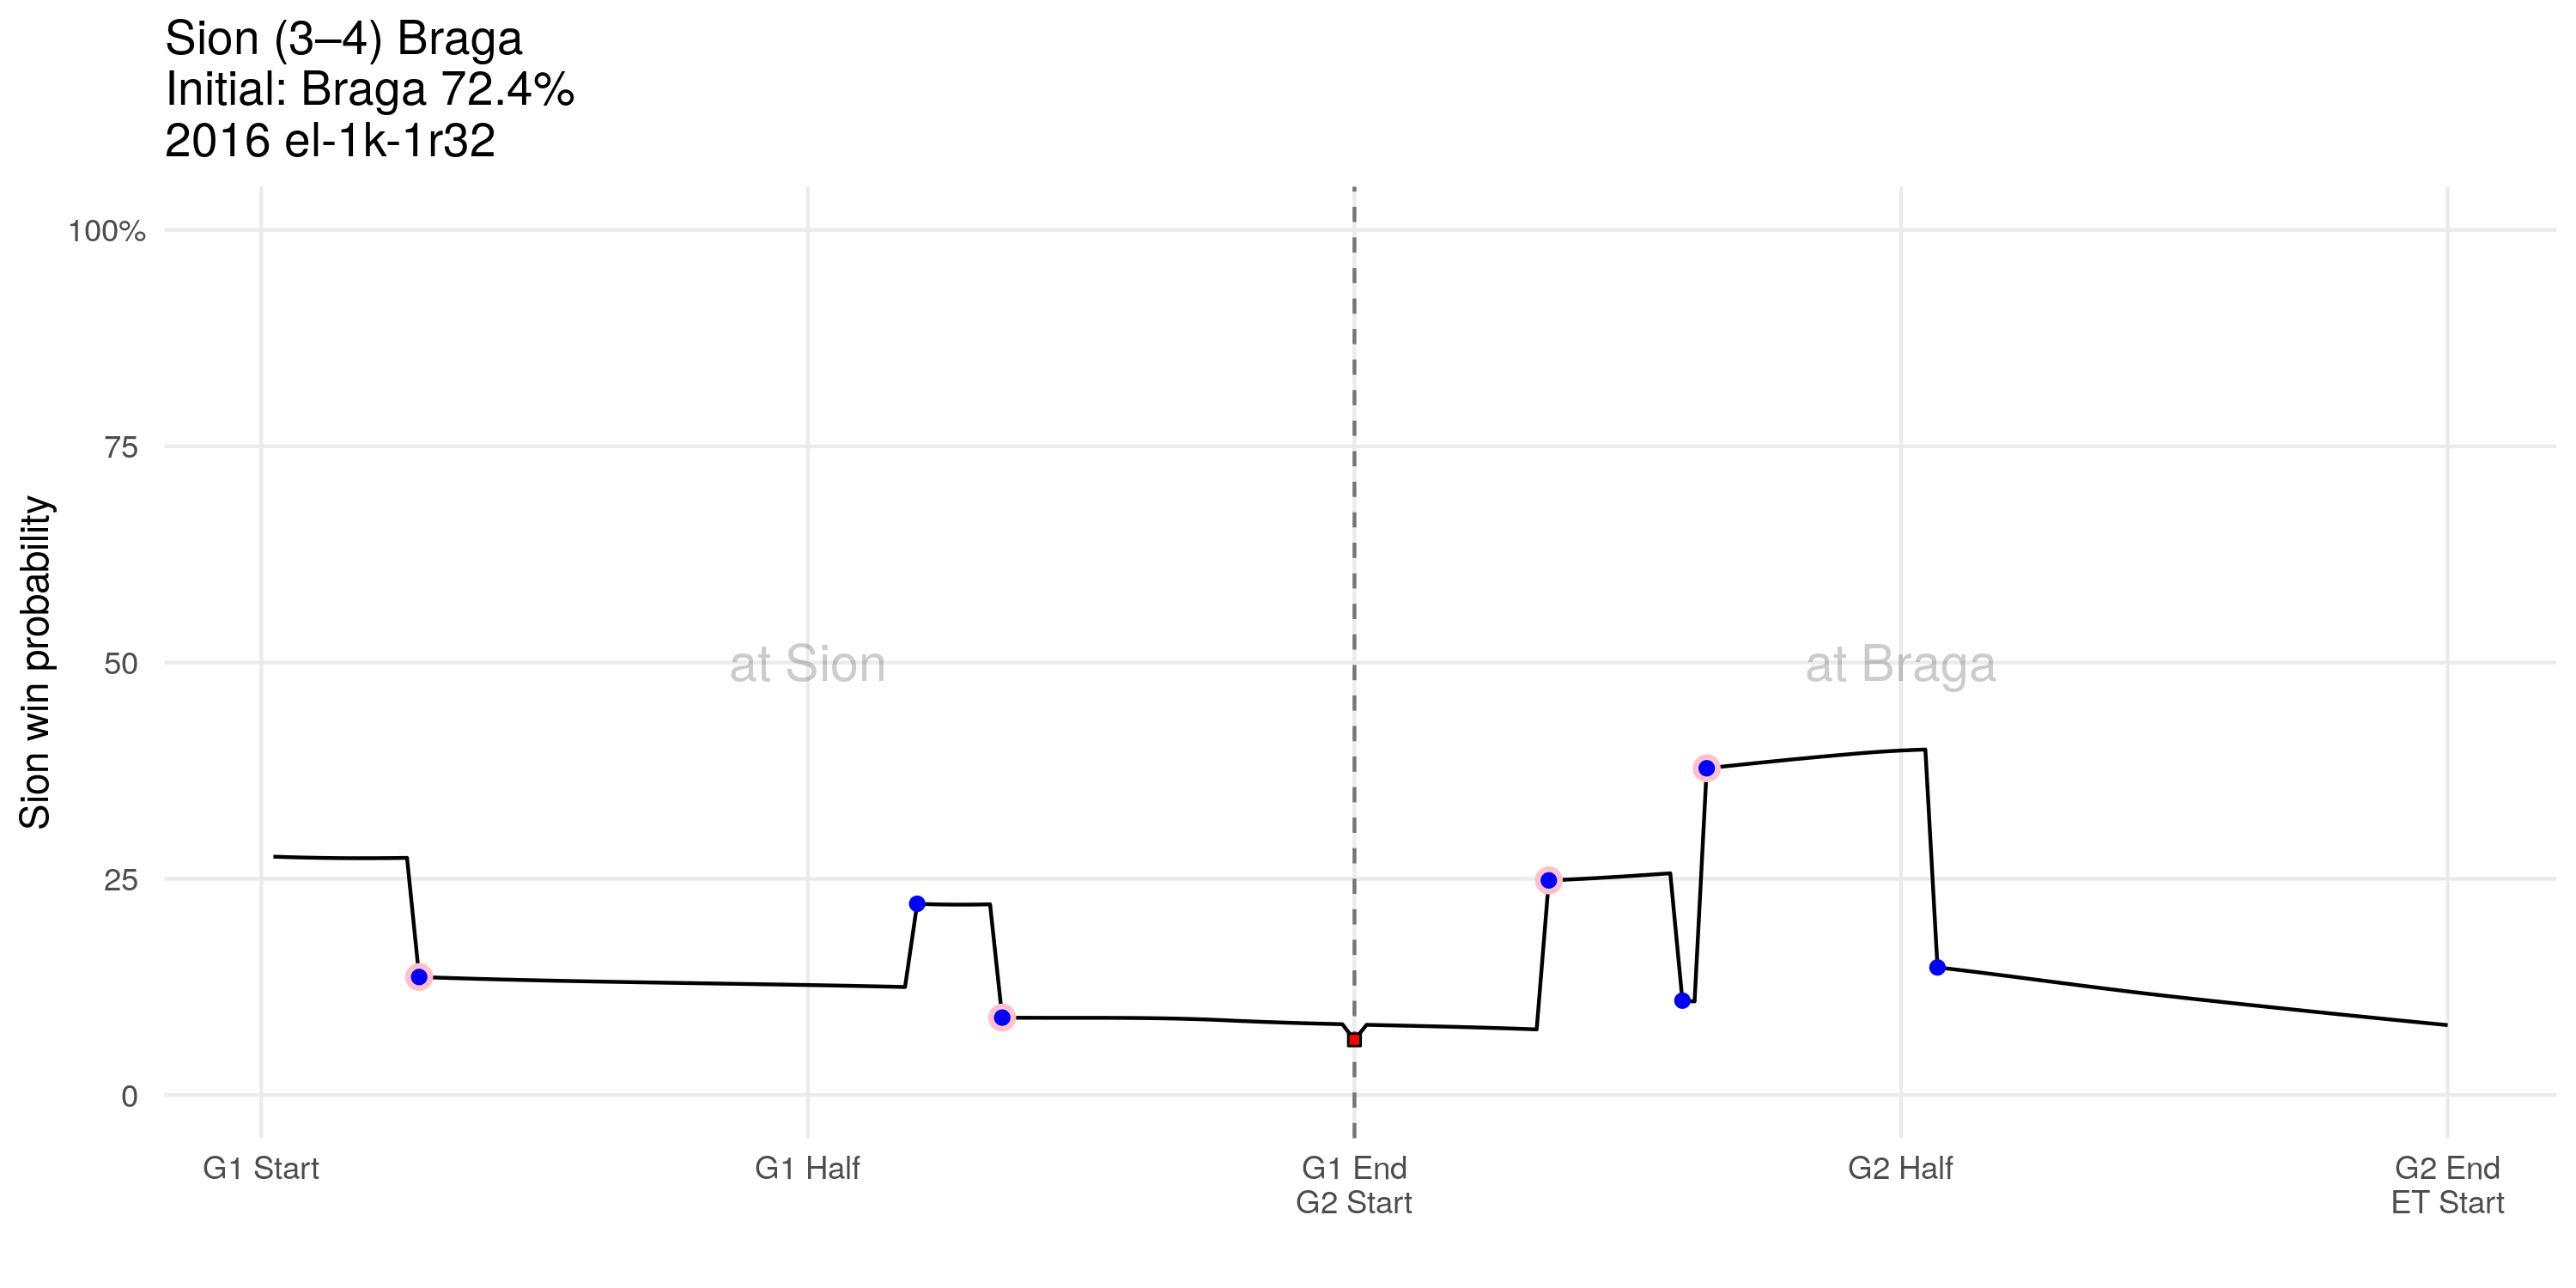 Sion (3–4) Braga
Initial: Braga 72.4%
2016 el-1k-1r32
Sion win probability
100%
75
50
25
0
at Sion
at Braga
G1 Start
G1 Half
G1 End
G2 Start
G2 Half
G2 End
ET Start